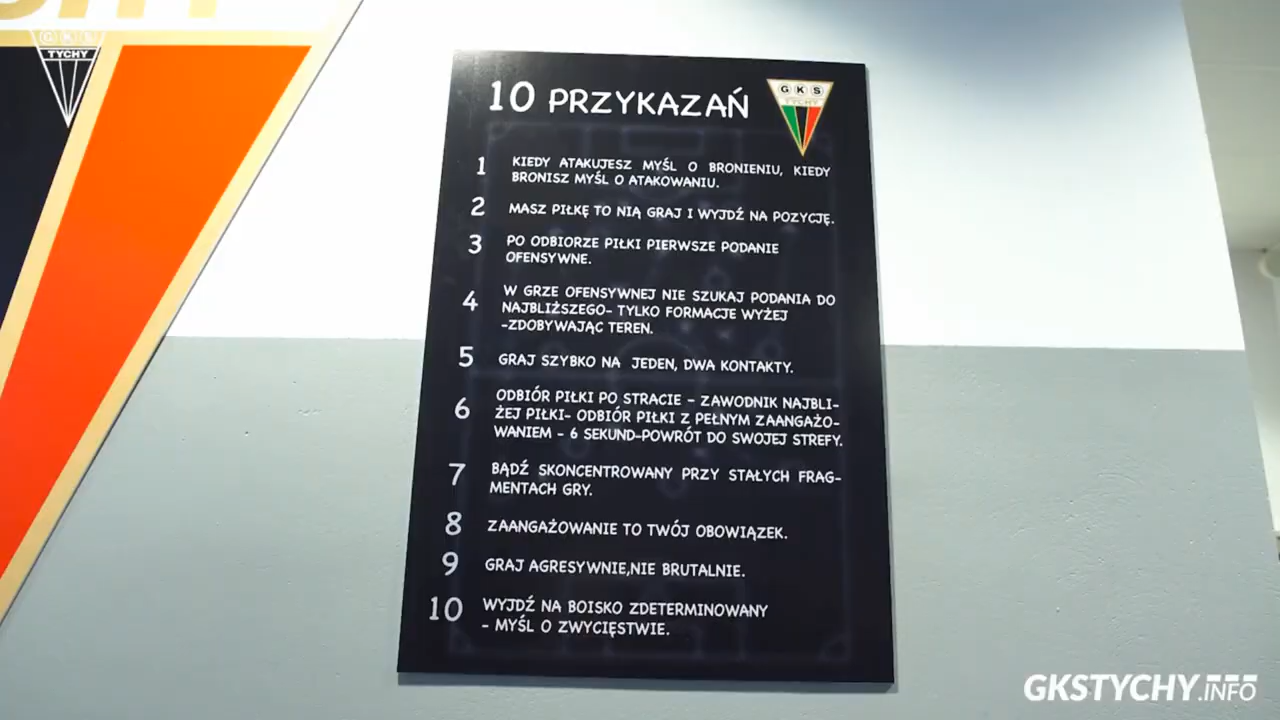 GKS
TYCHY
10 PRZYKAZAŃ
GKS
TYCHY
1 KIEDY ATAKUJESZ MYŚL O BRONIENIU, KIEDY
BRONISZ MYŚL O ATAKOWANIU.
2 MASZ PIŁKĘ TO NIĄ GRAJ I WYJDŹ NA POZYCJĘ.
3 PO ODBIORZE PIŁKI PIERWSZE PODANIE
OFENSYWNE.
4 W GRZE OFENSYWNEJ NIE SZUKAJ PODANIA DO
NAJBLIŻSZEGO- TYLKO FORMACJE WYŻEJ
-ZDOBYWAJĄC TEREN.
5 GRAJ SZYBKO NA JEDEN, DWA KONTAKTY.
6 ODBIÓR PIŁKI PO STRACIE - ZAWODNIK NAJBLI-
ŻEJ PIŁKI- ODBIÓR PIŁKI Z PEŁNYM ZAANGAŻO-
WANIEM - 6 SEKUND-POWRÓT DO SWOJEJ STREFY.
7 BĄDŹ SKONCENTROWANY PRZY STAŁYCH FRAG-
MENTACH GRY.
8 ZAANGAŻOWANIE TO TWÓJ OBOWIĄZEK.
9 GRAJ AGRESYWNIE,NIE BRUTALNIE.
10 WYJDŹ NA BOISKO ZDETERMINOWANY
- MYŚL O ZWYCIĘSTWIE.
GKSTYCHY.INFO